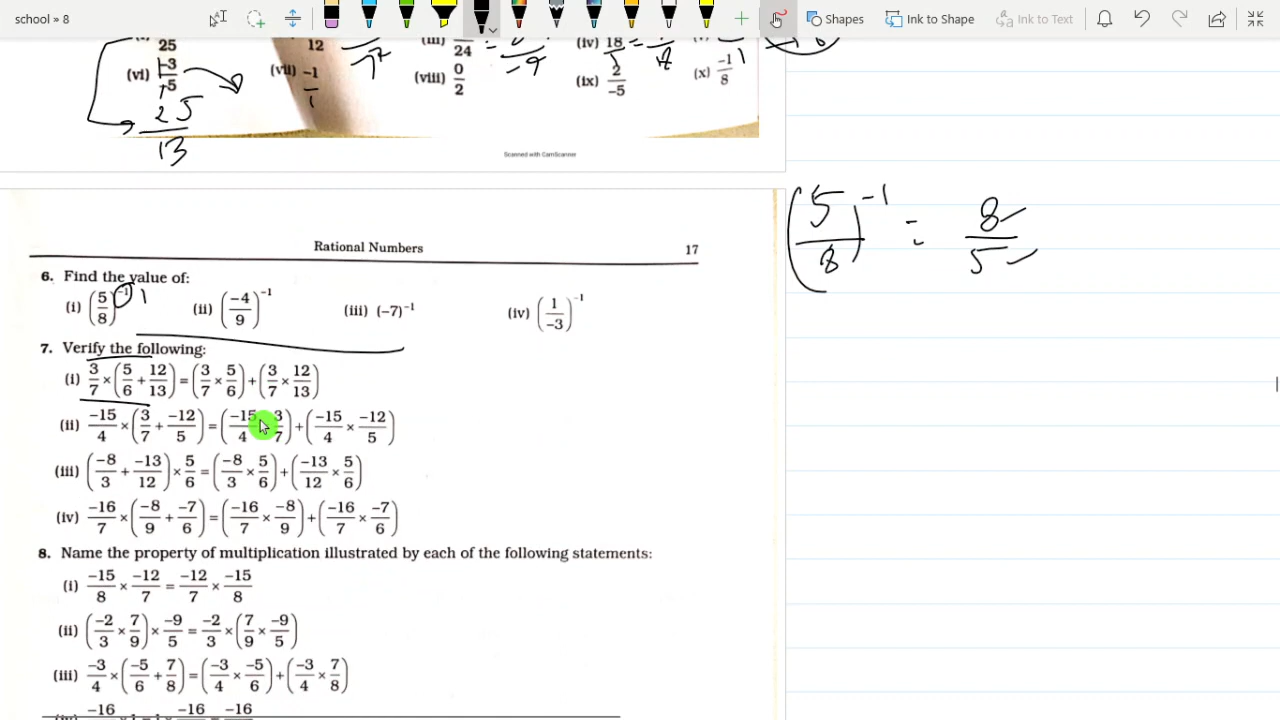 school » 8
Shapes Ink to Shape Ink to Text
25 12 24 (iv) 18
(vi) -3/-5 (vii) -1 (viii) 0/2 (ix) 2/-5 (x) -1/8
25/13
Scanned with CamScanner
(5/8)^-1 = 8/5
Rational Numbers 17
6. Find the value of:
(i) (5/8)^-1 (ii) (-4/9)^-1 (iii) (-7)^-1 (iv) (1/-3)^-1
7. Verify the following:
(i) 3/7 × (5/6 + 12/13) = (3/7 × 5/6) + (3/7 × 12/13)
(ii) -15/4 × (3/7 + -12/5) = (-15/4 3/7) + (-15/4 × -12/5)
(iii) (-8/3 + -13/12) × 5/6 = (-8/3 × 5/6) + (-13/12 × 5/6)
(iv) -16/7 × (-8/9 + -7/6) = (-16/7 × -8/9) + (-16/7 × -7/6)
8. Name the property of multiplication illustrated by each of the following statements:
(i) -15/8 × -12/7 = -12/7 × -15/8
(ii) (-2/3 × 7/9) × -9/5 = -2/3 × (7/9 × -9/5)
(iii) -3/4 × (-5/6 + 7/8) = (-3/4 × -5/6) + (-3/4 × 7/8)
-16 -16 -16